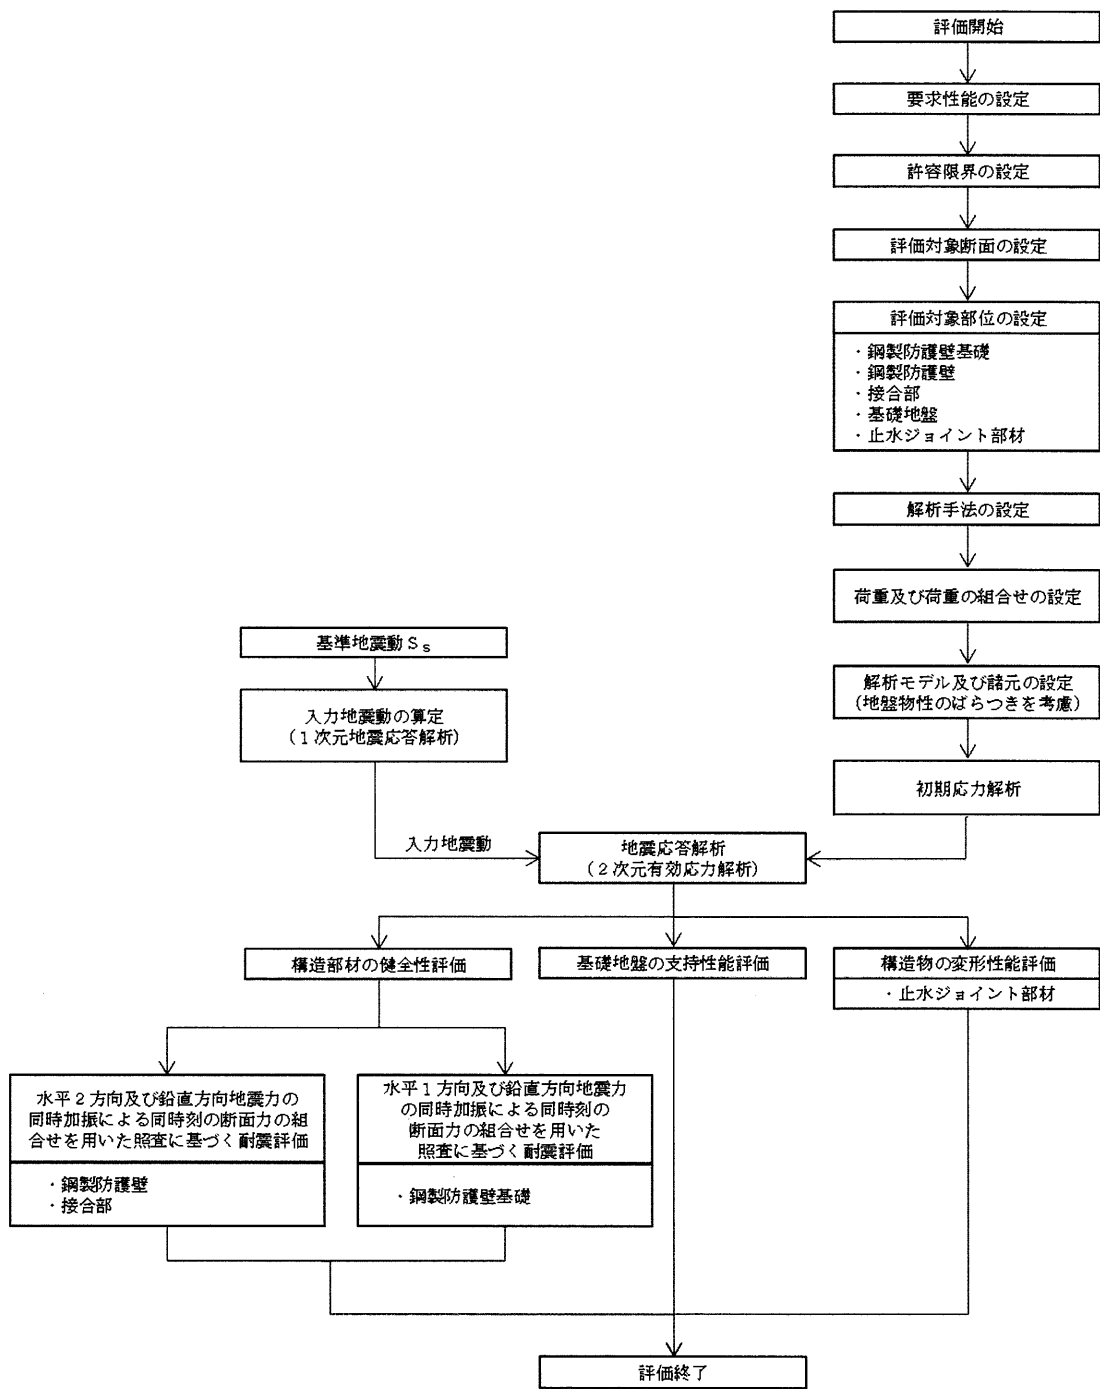 評価開始
要求性能の設定
許容限界の設定
評価対象断面の設定
評価対象部位の設定
・鋼製防護壁基礎
・鋼製防護壁
・接合部
・基礎地盤
・止水ジョイント部材
解析手法の設定
荷重及び荷重の組合せの設定
基準地震動Ｓs
入力地震動の算定
(１次元地震応答解析)
解析モデル及び諸元の設定
(地盤物性のばらつきを考慮)
初期応力解析
入力地震動
地震応答解析
(２次元有効応力解析)
構造部材の健全性評価
基礎地盤の支持性能評価
構造物の変形性能評価
・止水ジョイント部材
水平２方向及び鉛直方向地震力の
同時加振による同時刻の断面力の組
合せを用いた照査に基づく耐震評価
・鋼製防護壁
・接合部
水平１方向及び鉛直方向地震力
の同時加振による同時刻の
断面力の組合せを用いた
照査に基づく耐震評価
・鋼製防護壁基礎
評価終了